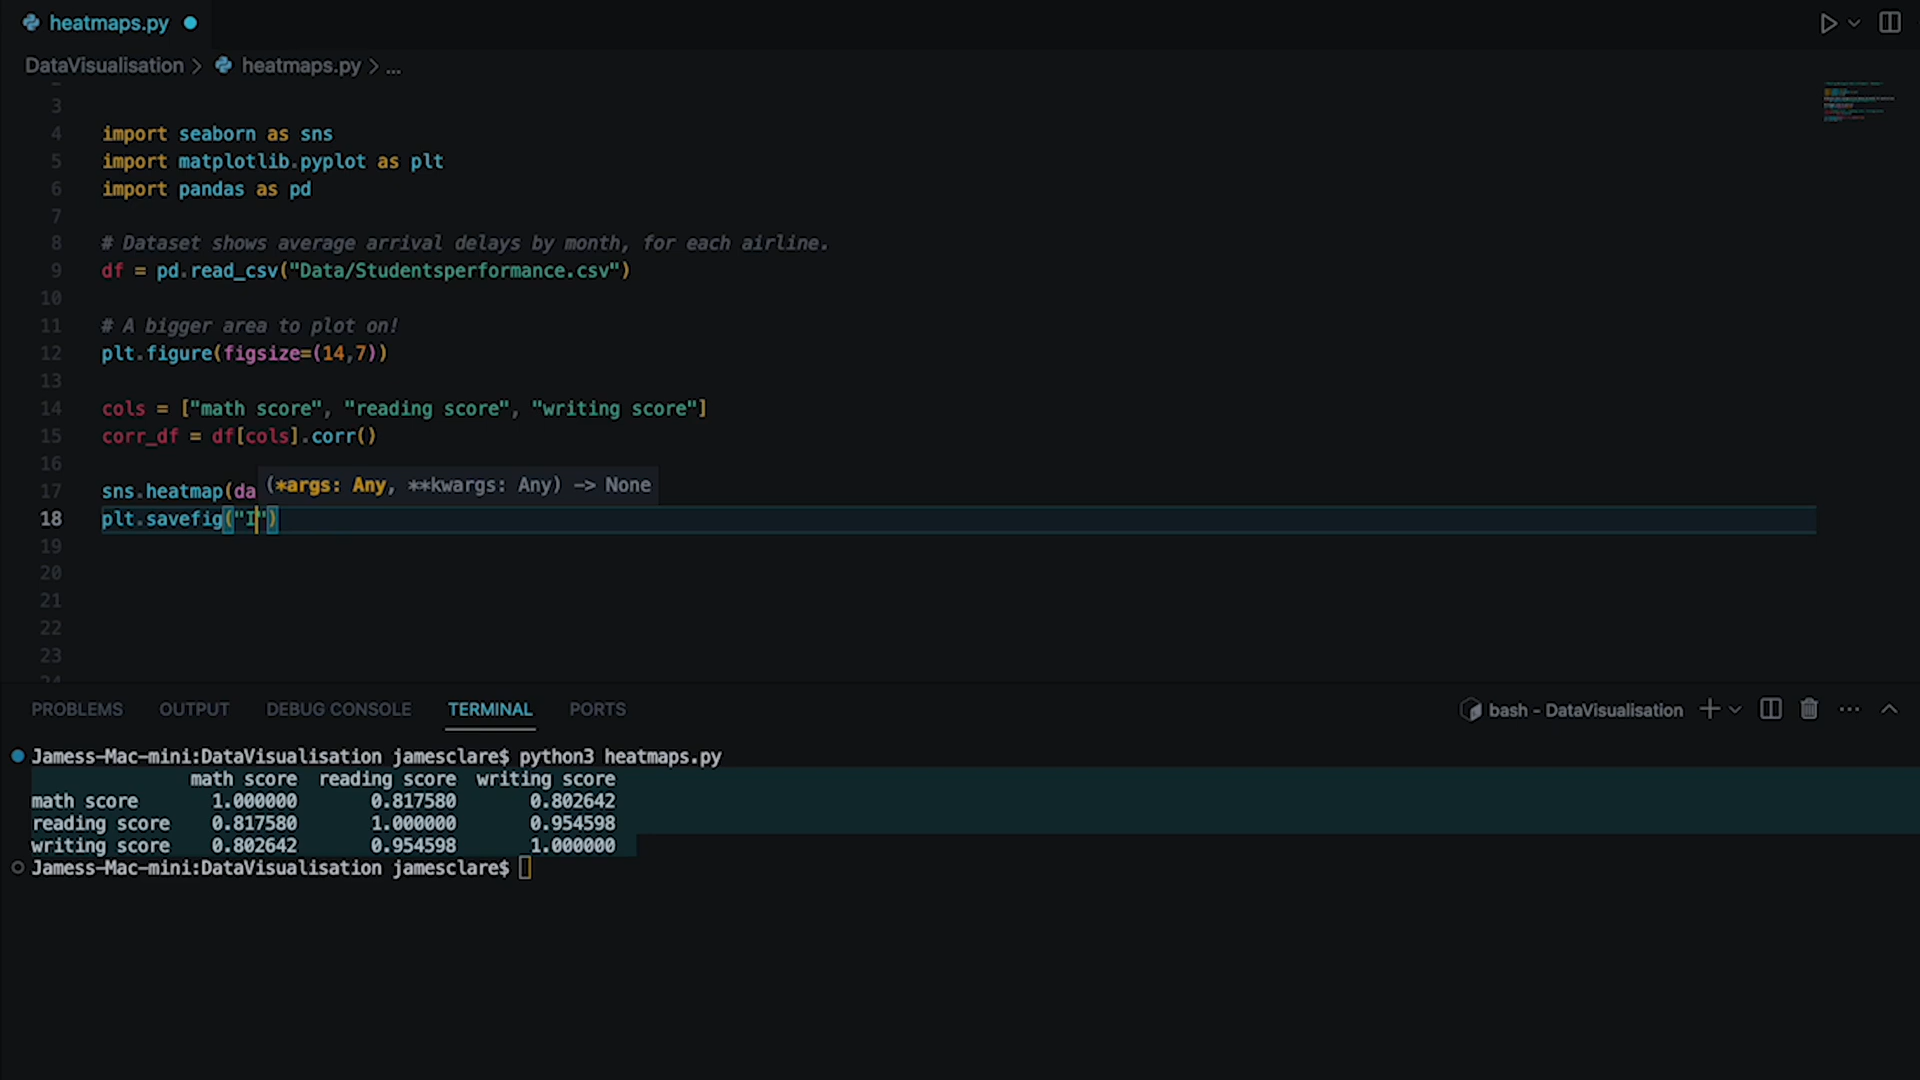 heatmaps.py
DataVisualisation > heatmaps.py > ...
3
4 import seaborn as sns
5 import matplotlib.pyplot as plt
6 import pandas as pd
7
8 # Dataset shows average arrival delays by month, for each airline.
9 df = pd.read_csv("Data/Studentsperformance.csv")
10
11 # A bigger area to plot on!
12 plt.figure(figsize=(14,7))
13
14 cols = ["math score", "reading score", "writing score"]
15 corr_df = df[cols].corr()
16
17 sns.heatmap(da (*args: Any, **kwargs: Any) -> None
18 plt.savefig("I")
19
20
21
22
23
24
PROBLEMS OUTPUT DEBUG CONSOLE TERMINAL PORTS bash - DataVisualisation
Jamess-Mac-mini:DataVisualisation jamesclare$ python3 heatmaps.py
math score reading score writing score
math score 1.000000 0.817580 0.802642
reading score 0.817580 1.000000 0.954598
writing score 0.802642 0.954598 1.000000
Jamess-Mac-mini:DataVisualisation jamesclare$